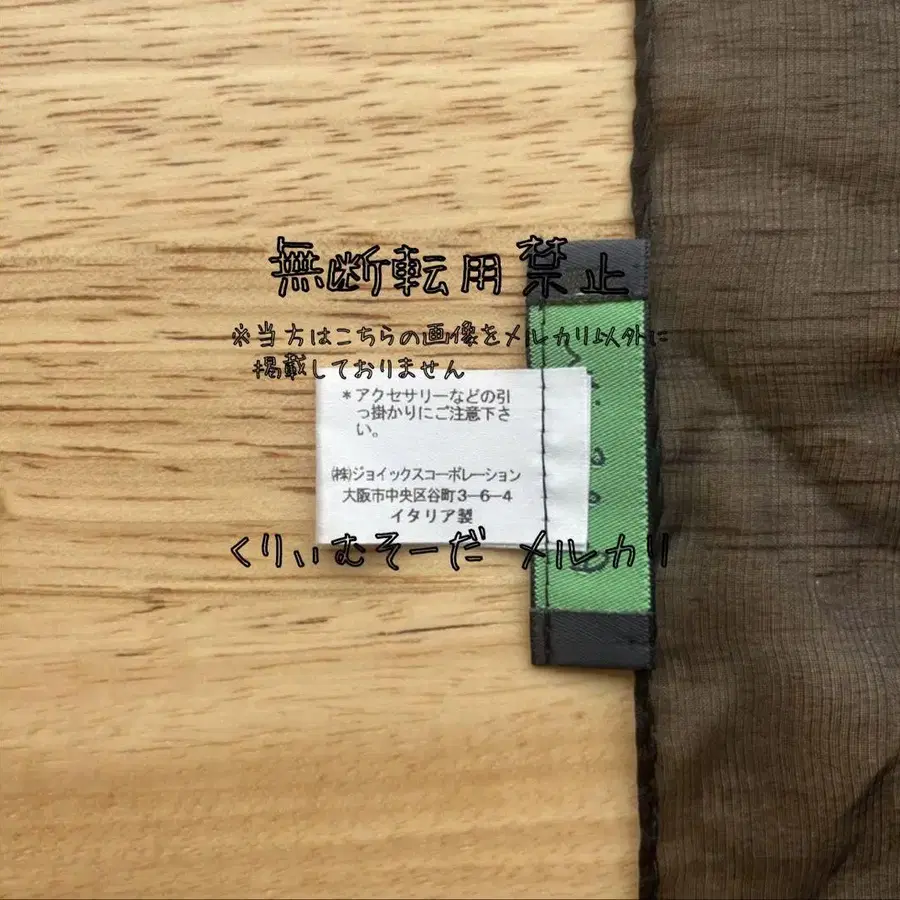 無断転用禁止
※当方はこちらの画像をメルカリ以外に
掲載しておりません
*アクセサリーなどの引
っ掛かりにご注意下さ
い。
㈱ジョイックスコーポレーション
大阪市中央区谷町3-6-4
イタリア製
くりぃむそーだ メルカリ